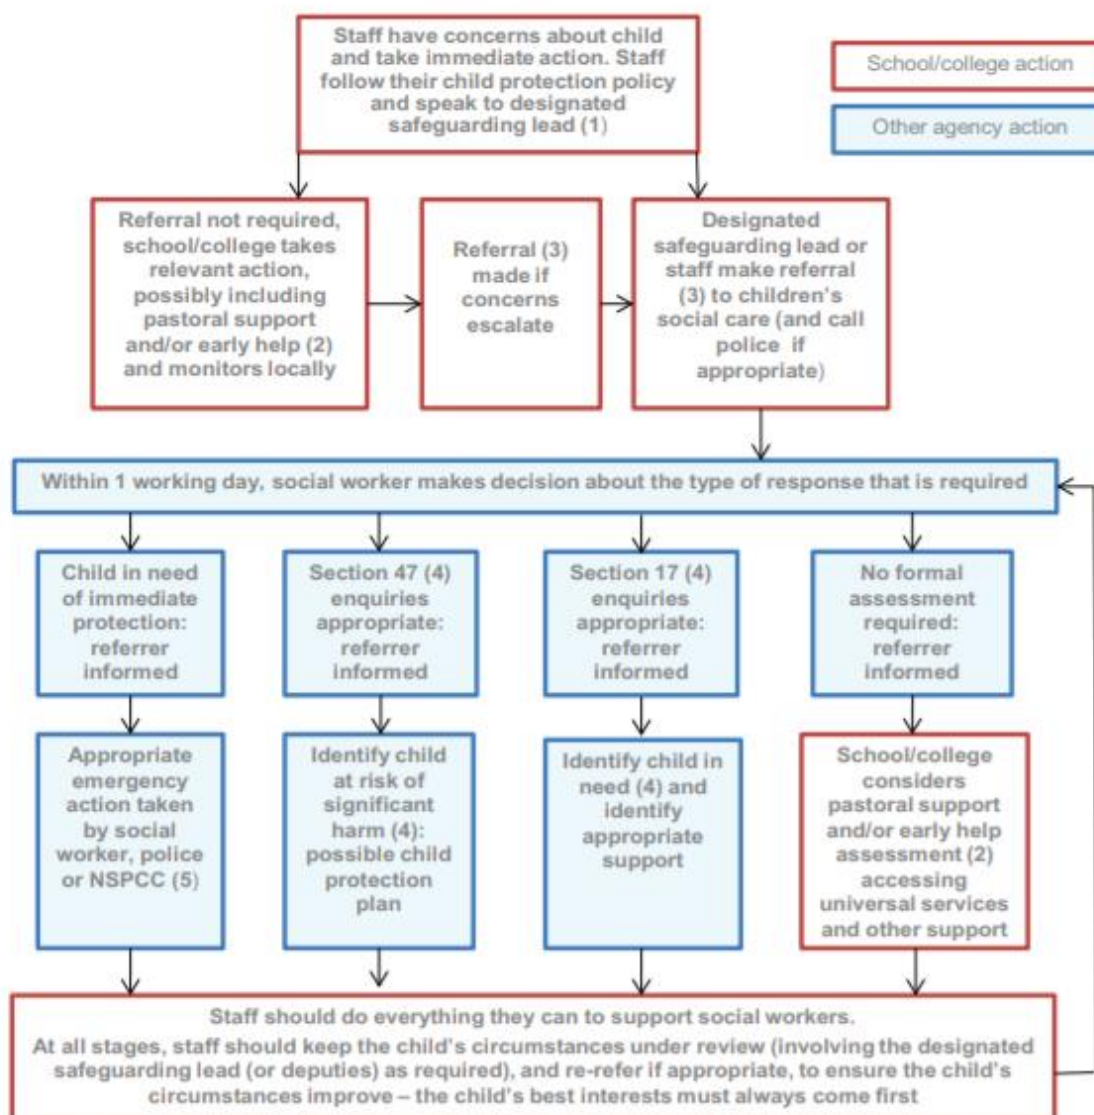 Staff have concerns about child
and take immediate action. Staff
follow their child protection policy
and speak to designated
safeguarding lead (1)
School/college action
Other agency action
Referral not required,
school/college takes
relevant action,
possibly including
pastoral support
and/or early help (2)
and monitors locally
Referral (3)
made if
concerns
escalate
Designated
safeguarding lead or
staff make referral
(3) to children's
social care (and call
police if
appropriate)
Within 1 working day, social worker makes decision about the type of response that is required
Child in need
of immediate
protection:
referrer
informed
Section 47 (4)
enquiries
appropriate:
referrer
informed
Section 17 (4)
enquiries
appropriate:
referrer
informed
No formal
assessment
required:
referrer
informed
Appropriate
emergency
action taken
by social
worker, police
or NSPCC (5)
Identify child
at risk of
significant
harm (4):
possible child
protection
plan
Identify child in
need (4) and
identify
appropriate
support
School/college
considers
pastoral support
and/or early help
assessment (2)
accessing
universal services
and other support
Staff should do everything they can to support social workers.
At all stages, staff should keep the child's circumstances under review (involving the designated
safeguarding lead (or deputies) as required), and re-refer if appropriate, to ensure the child's
circumstances improve – the child's best interests must always come first